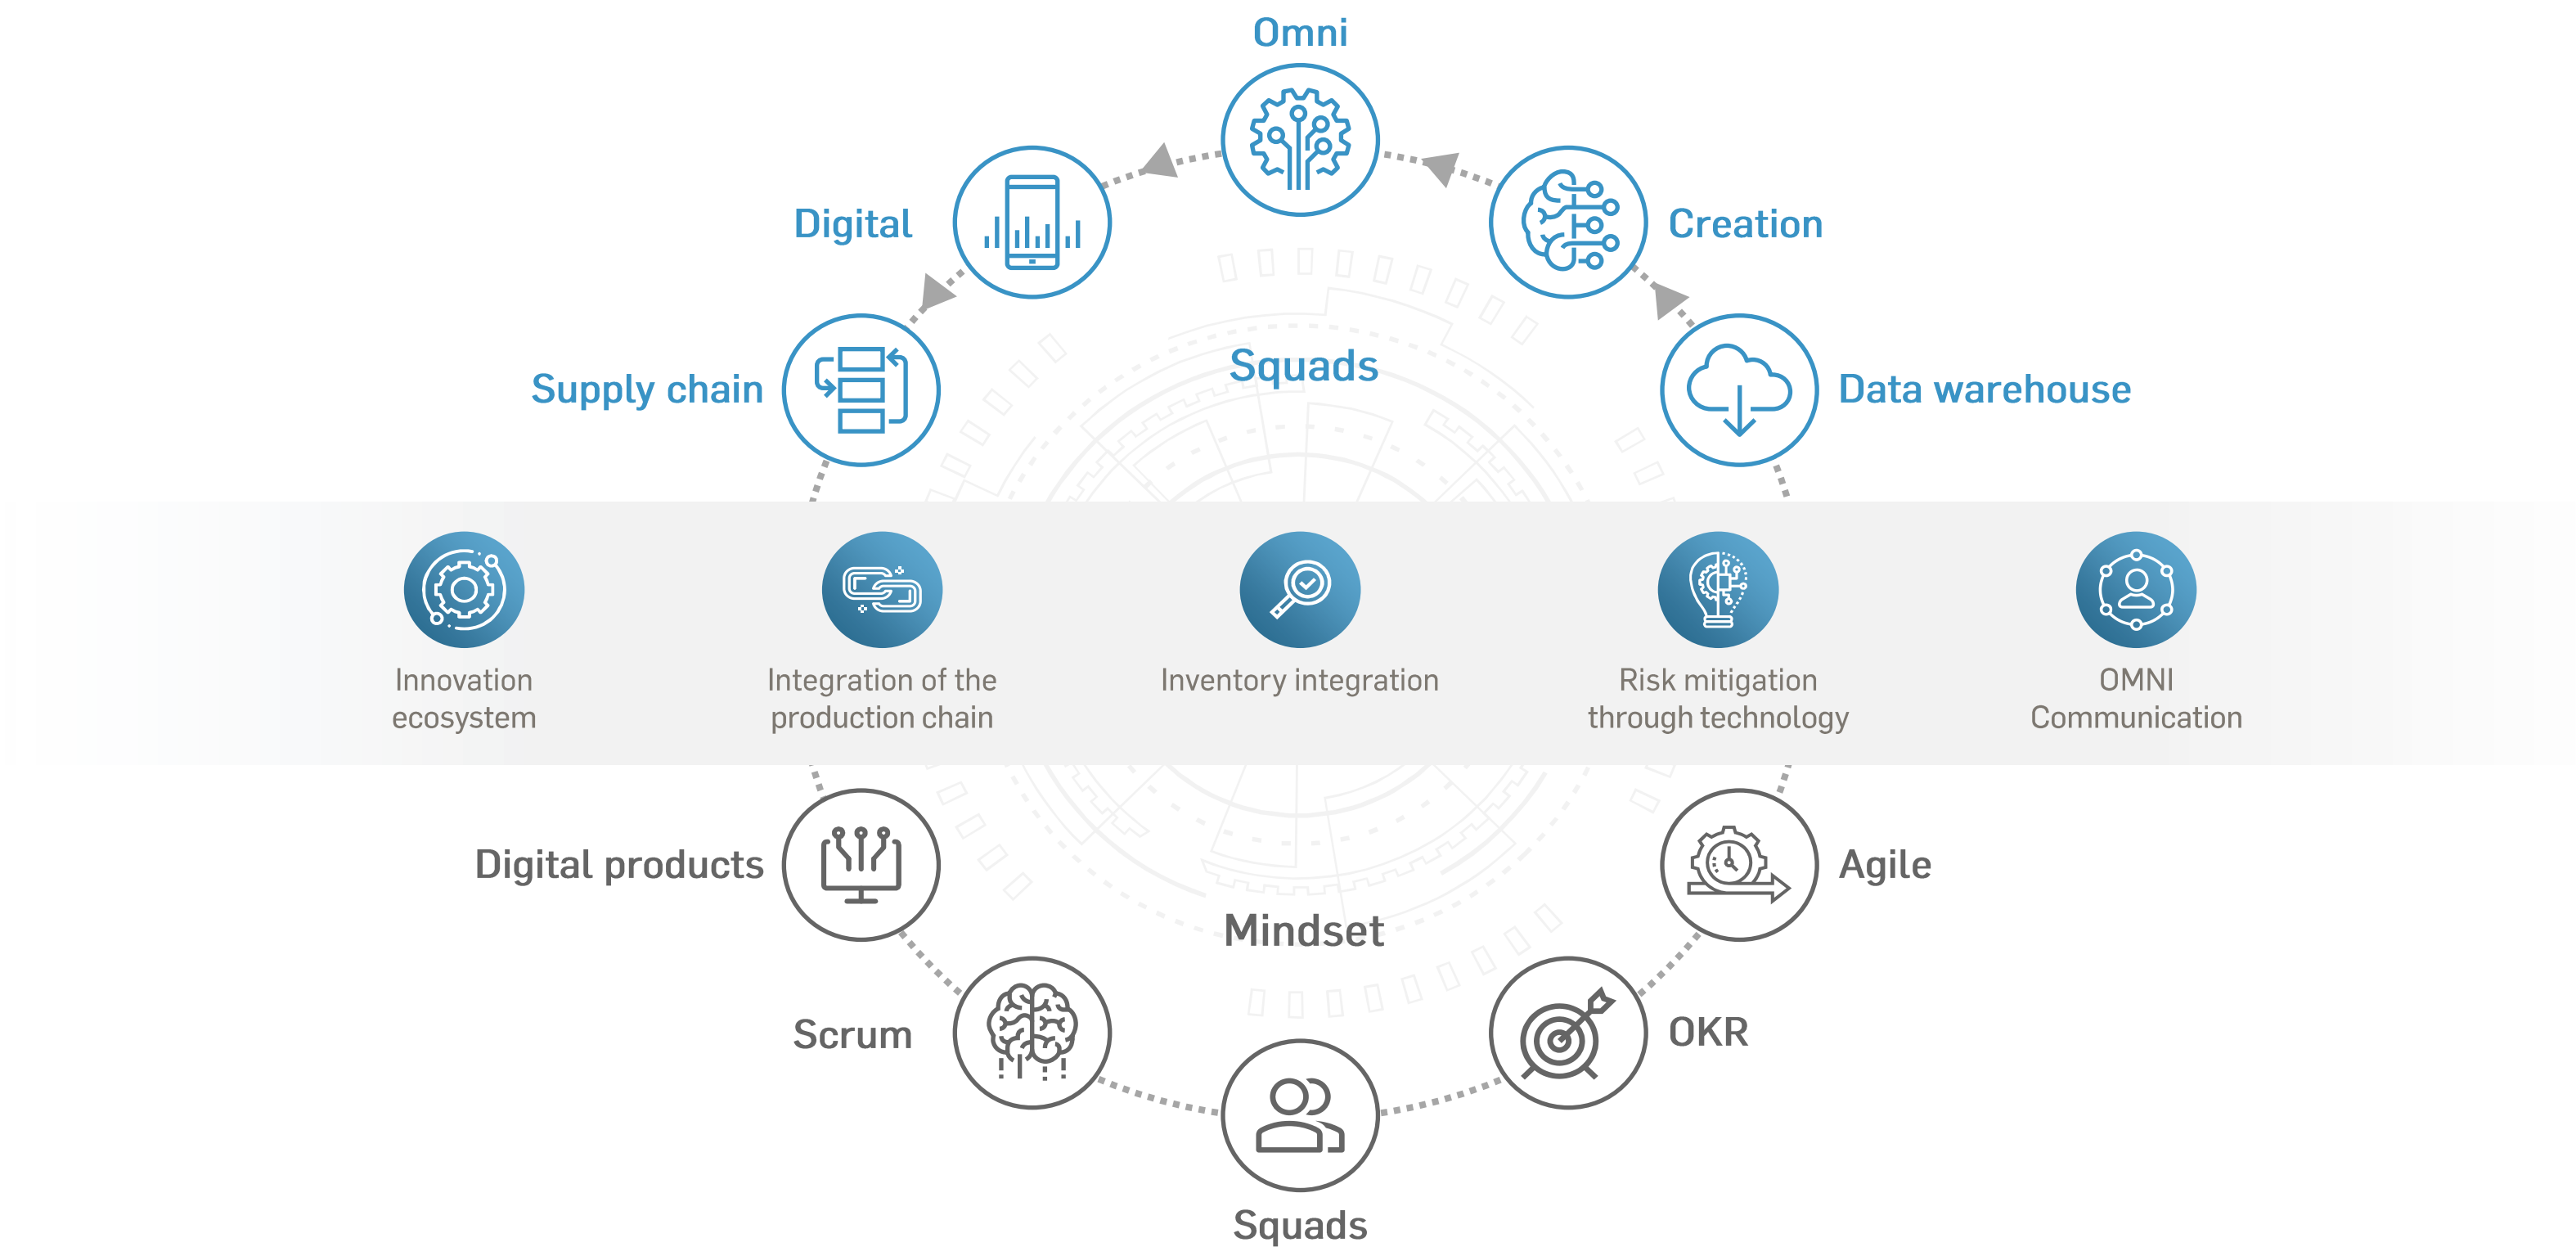 Omni
Digital
Creation
Squads
Supply chain
Data warehouse
Innovation
ecosystem
Integration of the
production chain
Inventory integration
Risk mitigation
through technology
OMNI
Communication
Digital products
Agile
Mindset
Scrum
OKR
Squads